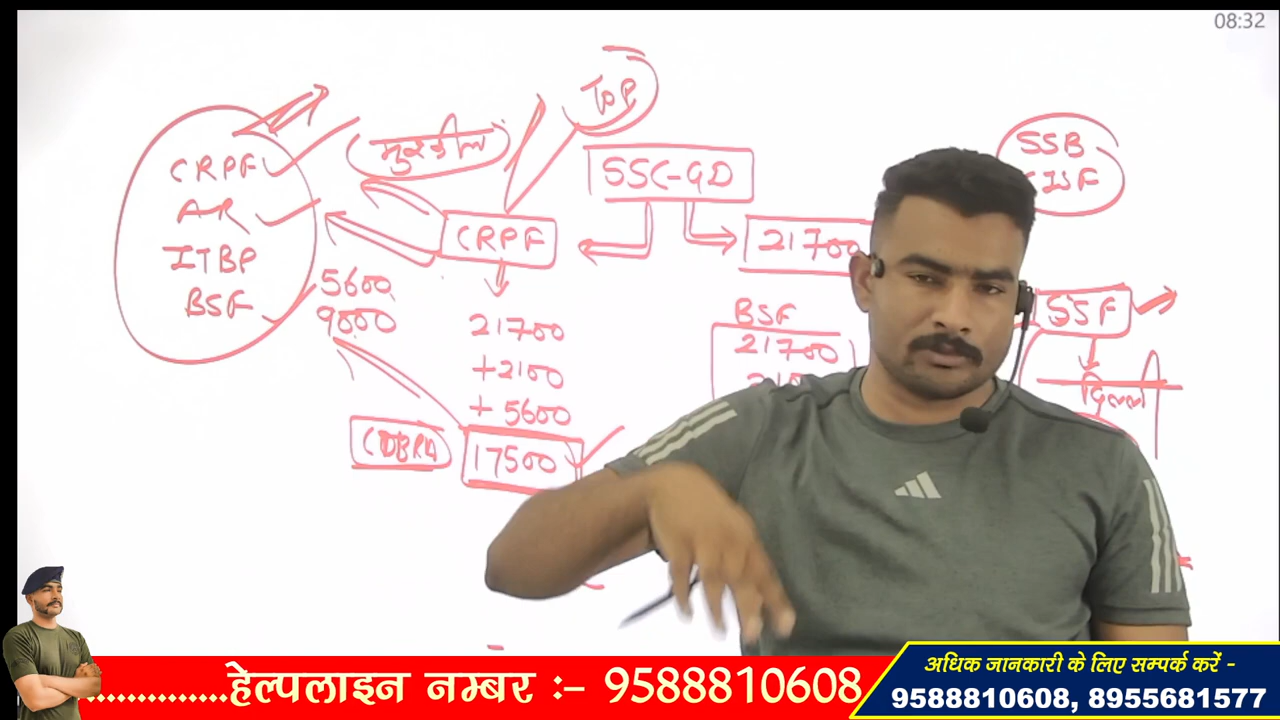 08:32
TOP
मुश्कील
SSC-GD
SSB
CRPF
AR
ITBP
BSF
CRPF
21700
5600
9000
21700
+2100
+ 5600
17500
COBRA
BSF
21700
SSF
दिल्ली
हेल्पलाइन नम्बर :- 9588810608
अधिक जानकारी के लिए सम्पर्क करें -
9588810608, 8955681577